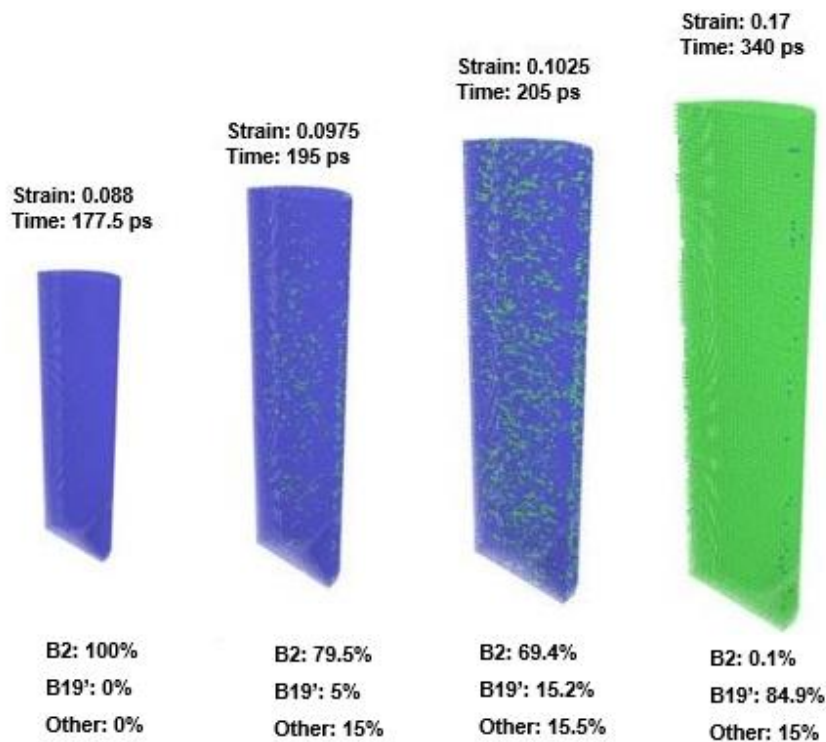 Strain: 0.088
Time: 177.5 ps
Strain: 0.0975
Time: 195 ps
Strain: 0.1025
Time: 205 ps
Strain: 0.17
Time: 340 ps
B2: 100%
B19’: 0%
Other: 0%
B2: 79.5%
B19’: 5%
Other: 15%
B2: 69.4%
B19’: 15.2%
Other: 15.5%
B2: 0.1%
B19’: 84.9%
Other: 15%